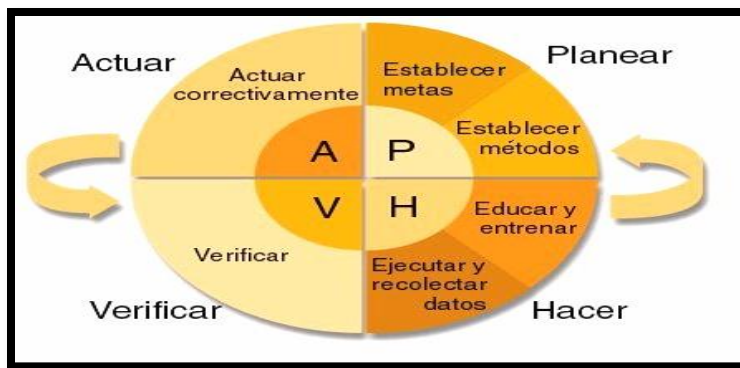 Actuar
Planear
Actuar
correctivamente
Establecer
metas
Establecer
métodos
A
P
V
H
Educar y
entrenar
Verificar
Ejecutar y
recolectar
datos
Verificar
Hacer